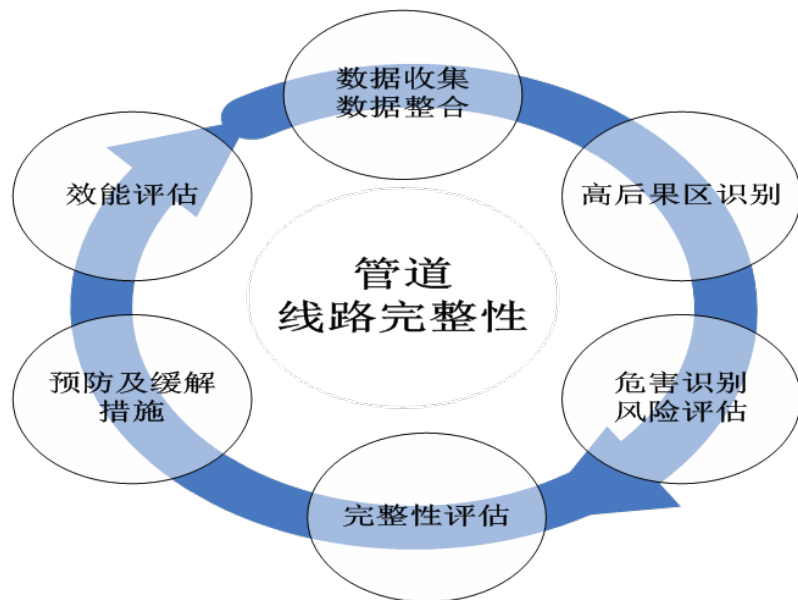 数据收集
数据整合
高后果区识别
危害识别
风险评估
完整性评估
预防及缓解
措施
效能评估
管道
线路完整性